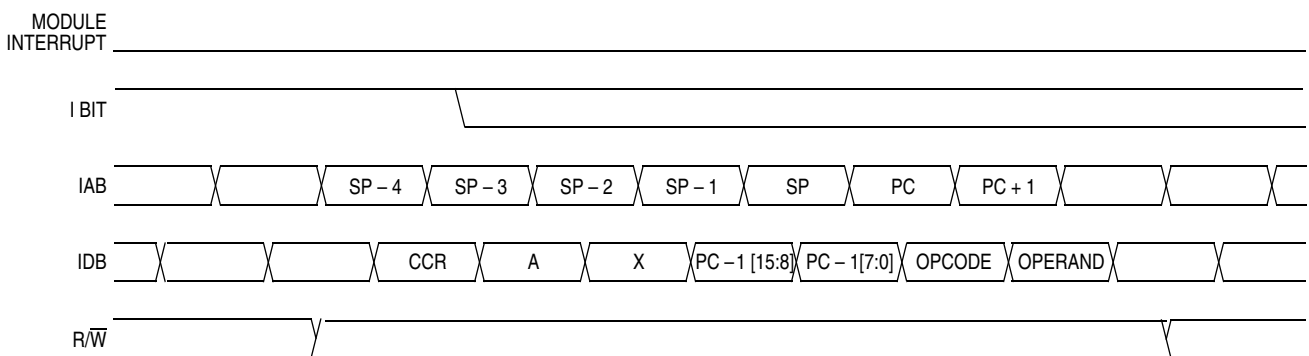 MODULE
INTERRUPT
I BIT
IAB SP – 4 SP – 3 SP – 2 SP – 1 SP PC PC + 1
IDB CCR A X PC –1 [15:8] PC – 1[7:0] OPCODE OPERAND
R/W̅